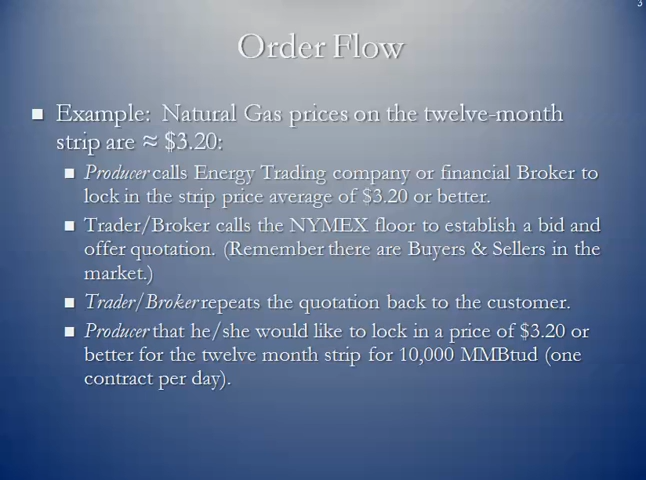 3
Order Flow
■ Example: Natural Gas prices on the twelve-month
strip are ≈ $3.20:
■ Producer calls Energy Trading company or financial Broker to
lock in the strip price average of $3.20 or better.
■ Trader/Broker calls the NYMEX floor to establish a bid and
offer quotation. (Remember there are Buyers & Sellers in the
market.)
■ Trader/Broker repeats the quotation back to the customer.
■ Producer that he/she would like to lock in a price of $3.20 or
better for the twelve month strip for 10,000 MMBtud (one
contract per day).